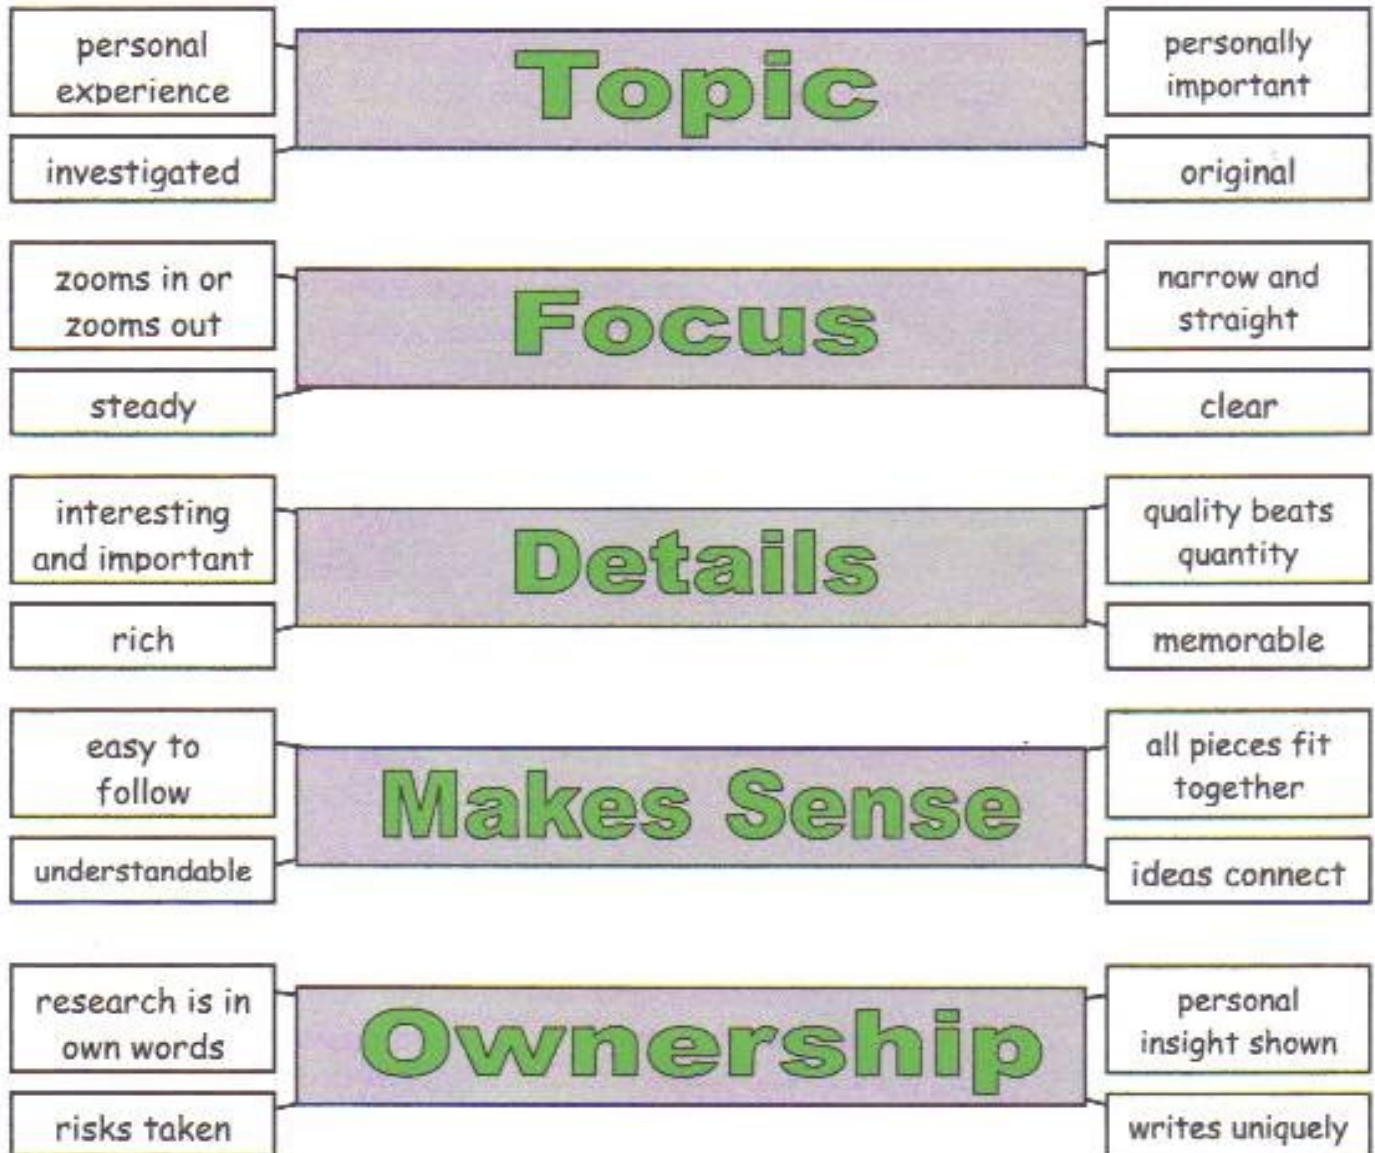 personal
experience
investigated
Topic
personally
important
original
zooms in or
zooms out
steady
Focus
narrow and
straight
clear
interesting
and important
rich
Details
quality beats
quantity
memorable
easy to
follow
understandable
Makes Sense
all pieces fit
together
ideas connect
research is in
own words
risks taken
Ownership
personal
insight shown
writes uniquely